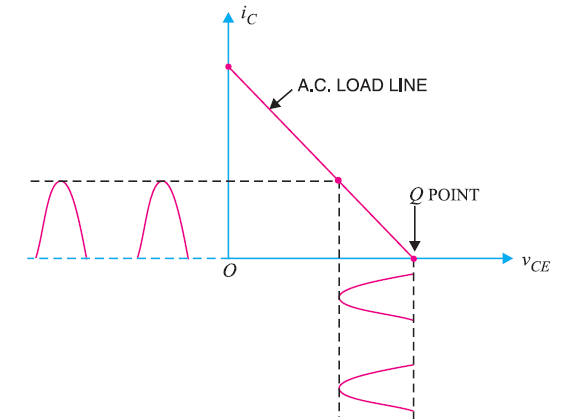 i_C
A.C. LOAD LINE
Q POINT
O
v_CE